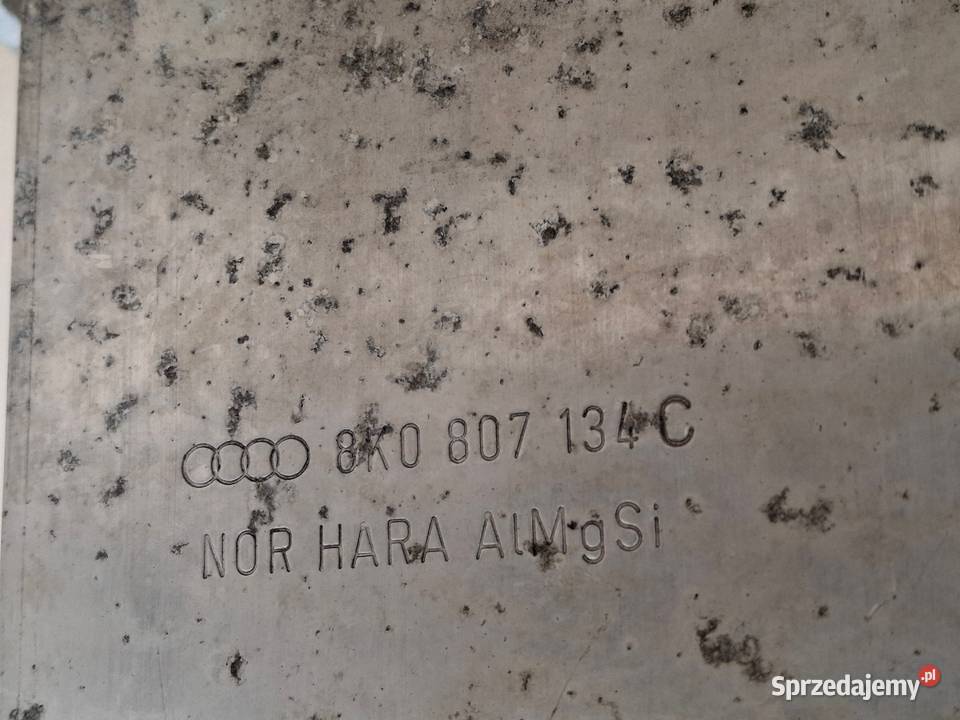 8K0 807 134 C
NOR HARA AlMgSi
Sprzedajemy.pl